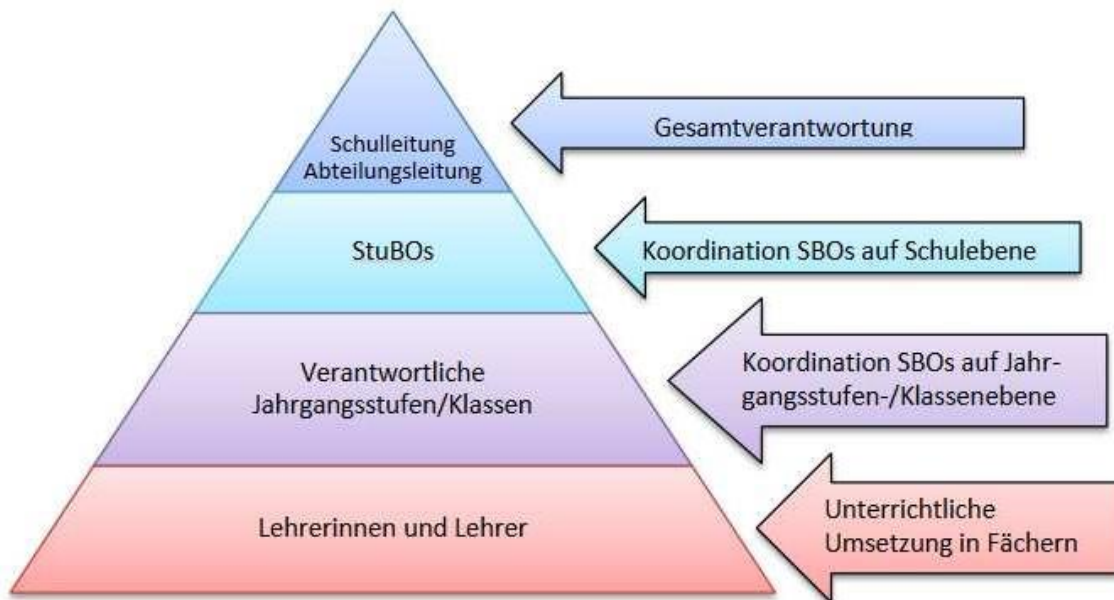 Schulleitung
Abteilungsleitung
Gesamtverantwortung
StuBOs
Koordination SBOs auf Schulebene
Verantwortliche
Jahrgangsstufen/Klassen
Koordination SBOs auf Jahr-
gangsstufen-/Klassenebene
Lehrerinnen und Lehrer
Unterrichtliche
Umsetzung in Fächern